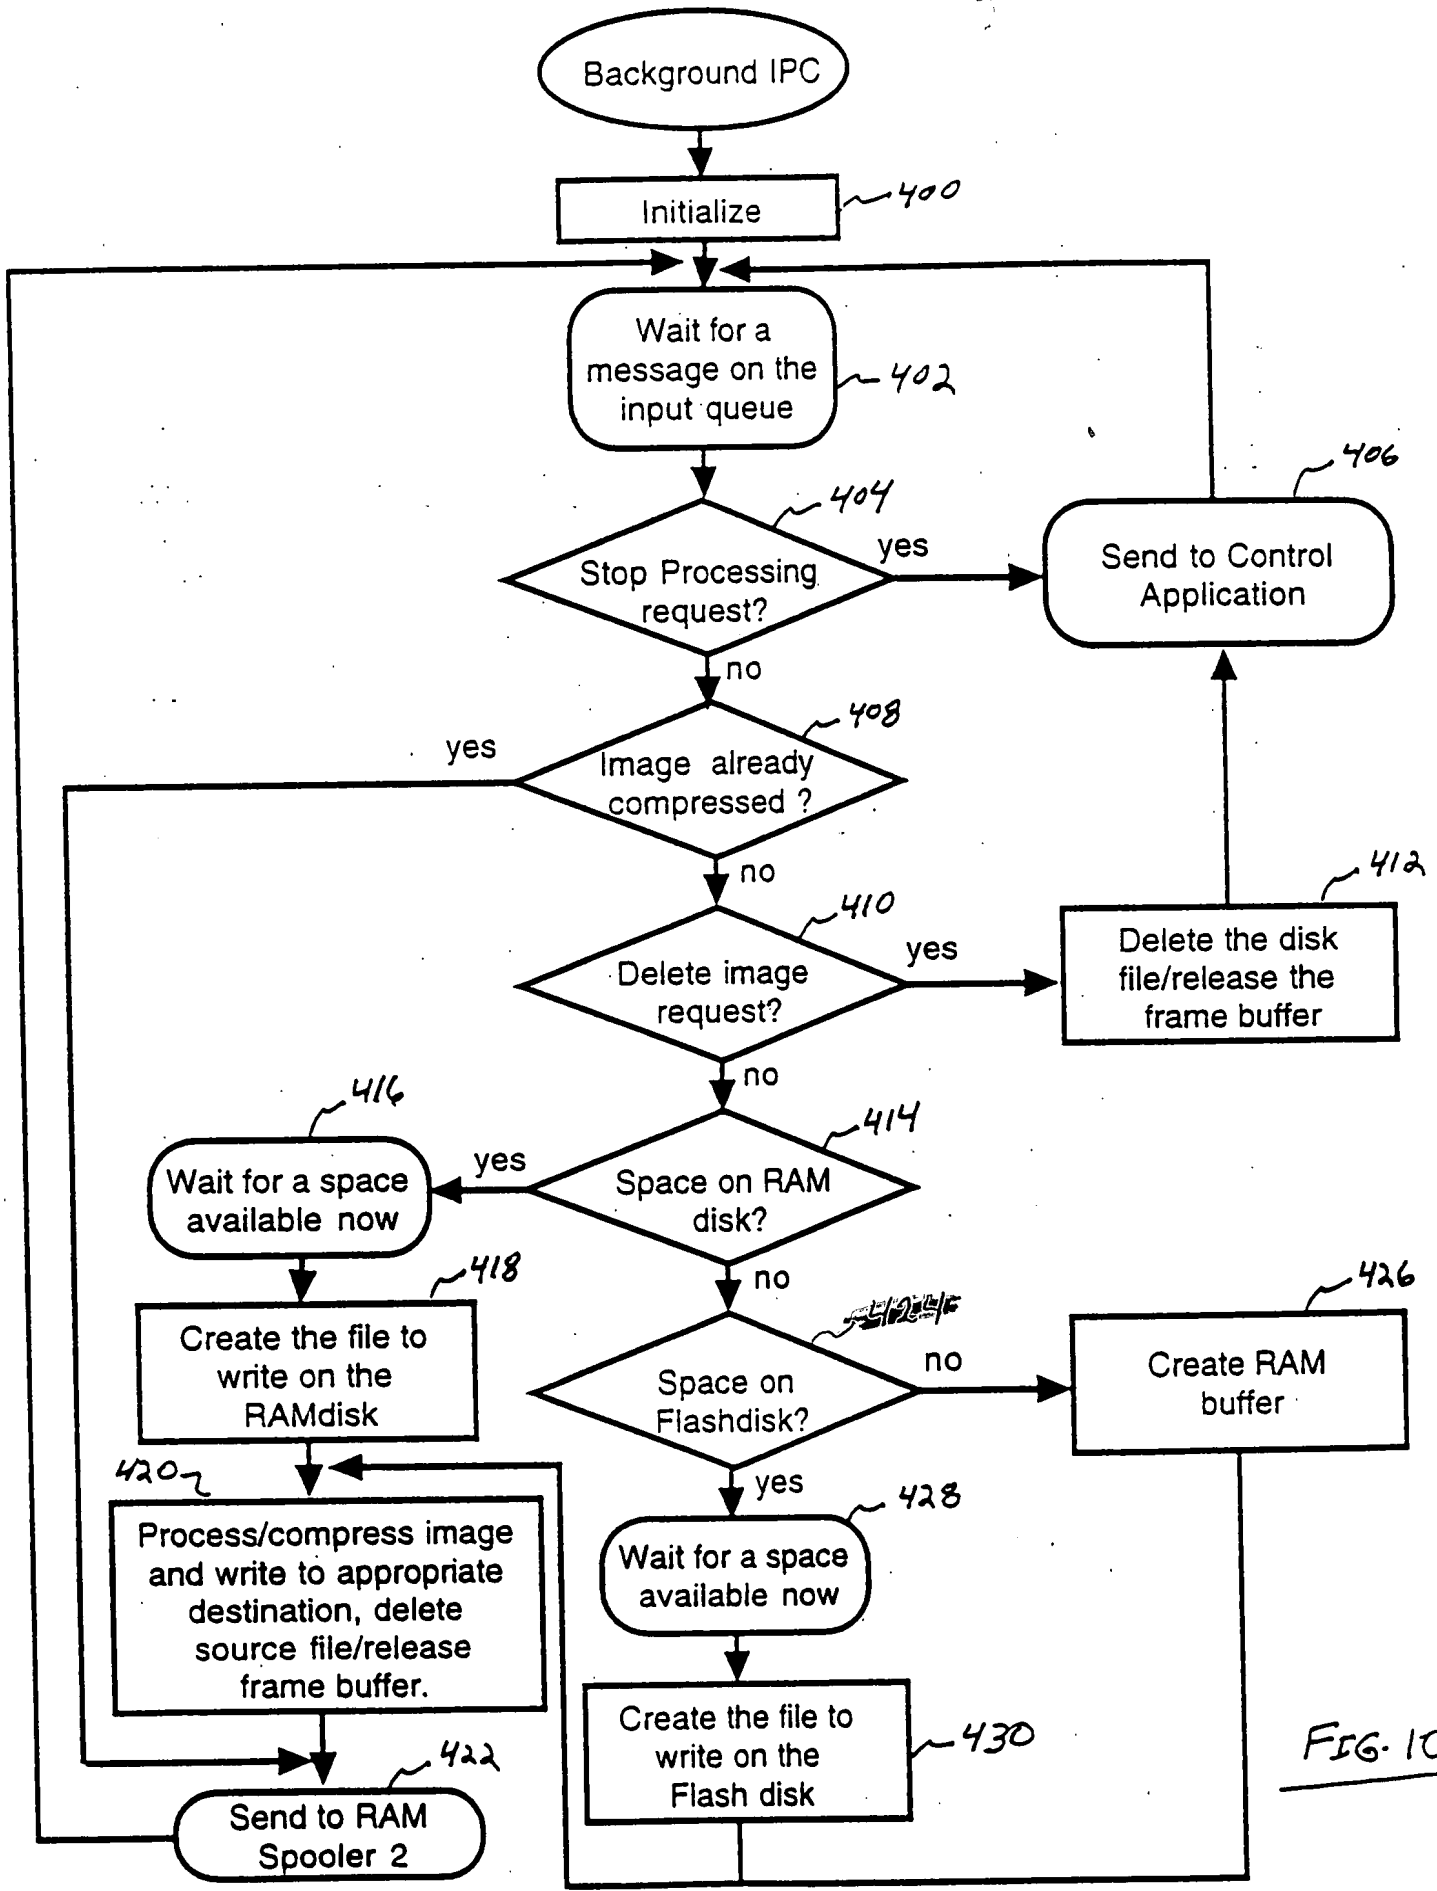 Background IPC
Initialize
400
Wait for a
message on the
input queue
402
404
Stop Processing
request?
yes
no
406
Send to Control
Application
408
Image already
compressed ?
yes
no
410
Delete image
request?
yes
no
412
Delete the disk
file/release the
frame buffer
414
Space on RAM
disk?
yes
no
416
Wait for a space
available now
418
Create the file to
write on the
RAMdisk
424
Space on
Flashdisk?
no
yes
426
Create RAM
buffer
420
Process/compress image
and write to appropriate
destination, delete
source file/release
frame buffer.
428
Wait for a space
available now
422
Send to RAM
Spooler 2
430
Create the file to
write on the
Flash disk
FIG. 10